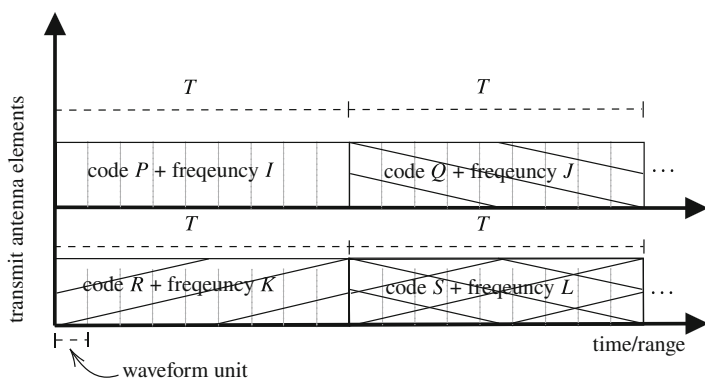 transmit antenna elements
T
T
code P + freqeuncy I
code Q + freqeuncy J
...
T
T
code R + freqeuncy K
code S + freqeuncy L
...
time/range
waveform unit